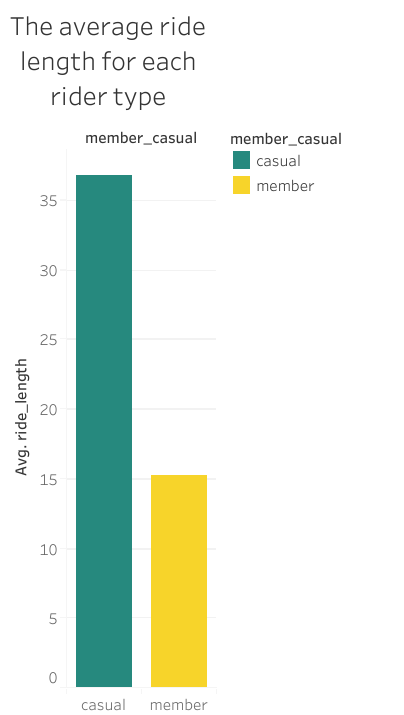 The average ride
length for each
rider type
member_casual
member_casual
casual
member
35
30
25
20
15
10
5
0
Avg. ride_length
casual
member